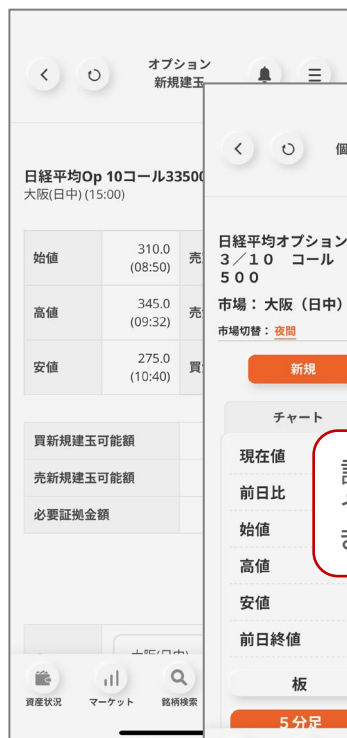 オプション
新規建玉
日経平均Op 10コール33500
大阪(日中) (15:00)
始値 310.0 (08:50) 売
高値 345.0 (09:32) 売
安値 275.0 (10:40) 買
買新規建玉可能額
売新規建玉可能額
必要証拠金額
大阪(日中)
資産状況 マーケット 銘柄検索
個
日経平均オプション
3/10 コール
500
市場：大阪（日中）
市場切替：夜間
新規
チャート
現在値
前日比
始値
高値
安値
前日終値
板
5分足